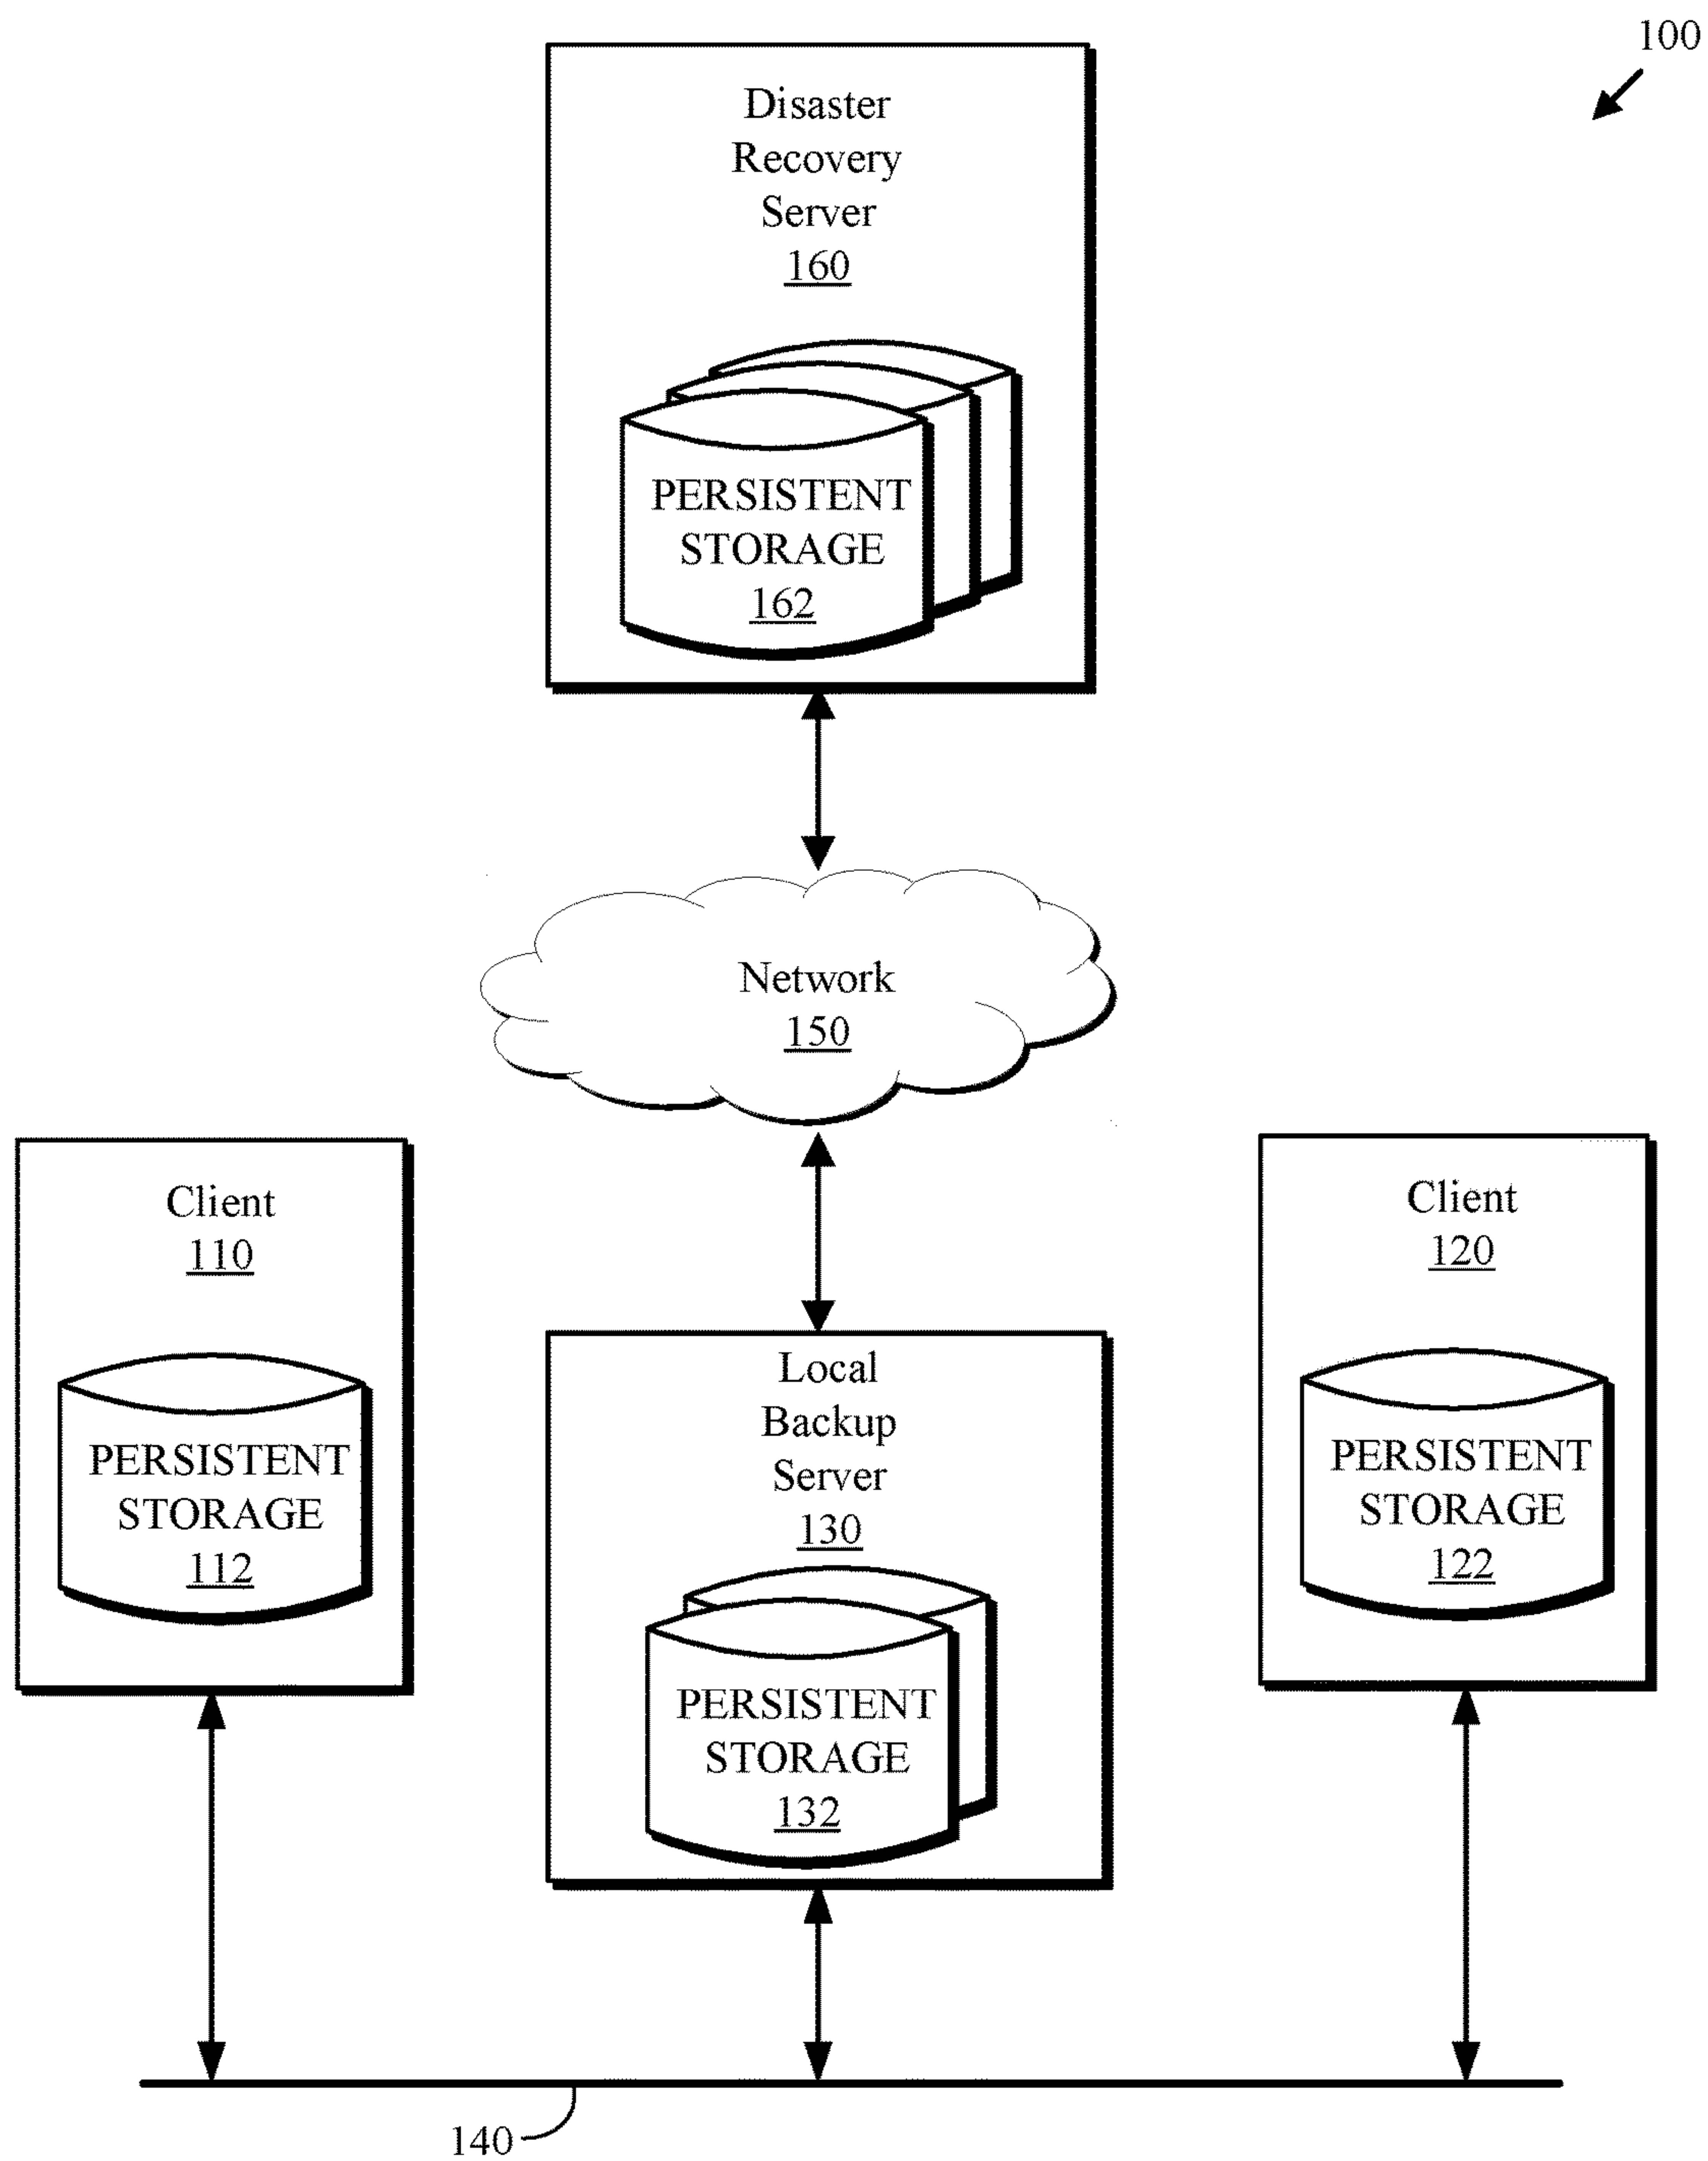 100
Disaster
Recovery
Server
160
PERSISTENT
STORAGE
162
Network
150
Client
110
PERSISTENT
STORAGE
112
Local
Backup
Server
130
PERSISTENT
STORAGE
132
Client
120
PERSISTENT
STORAGE
122
140